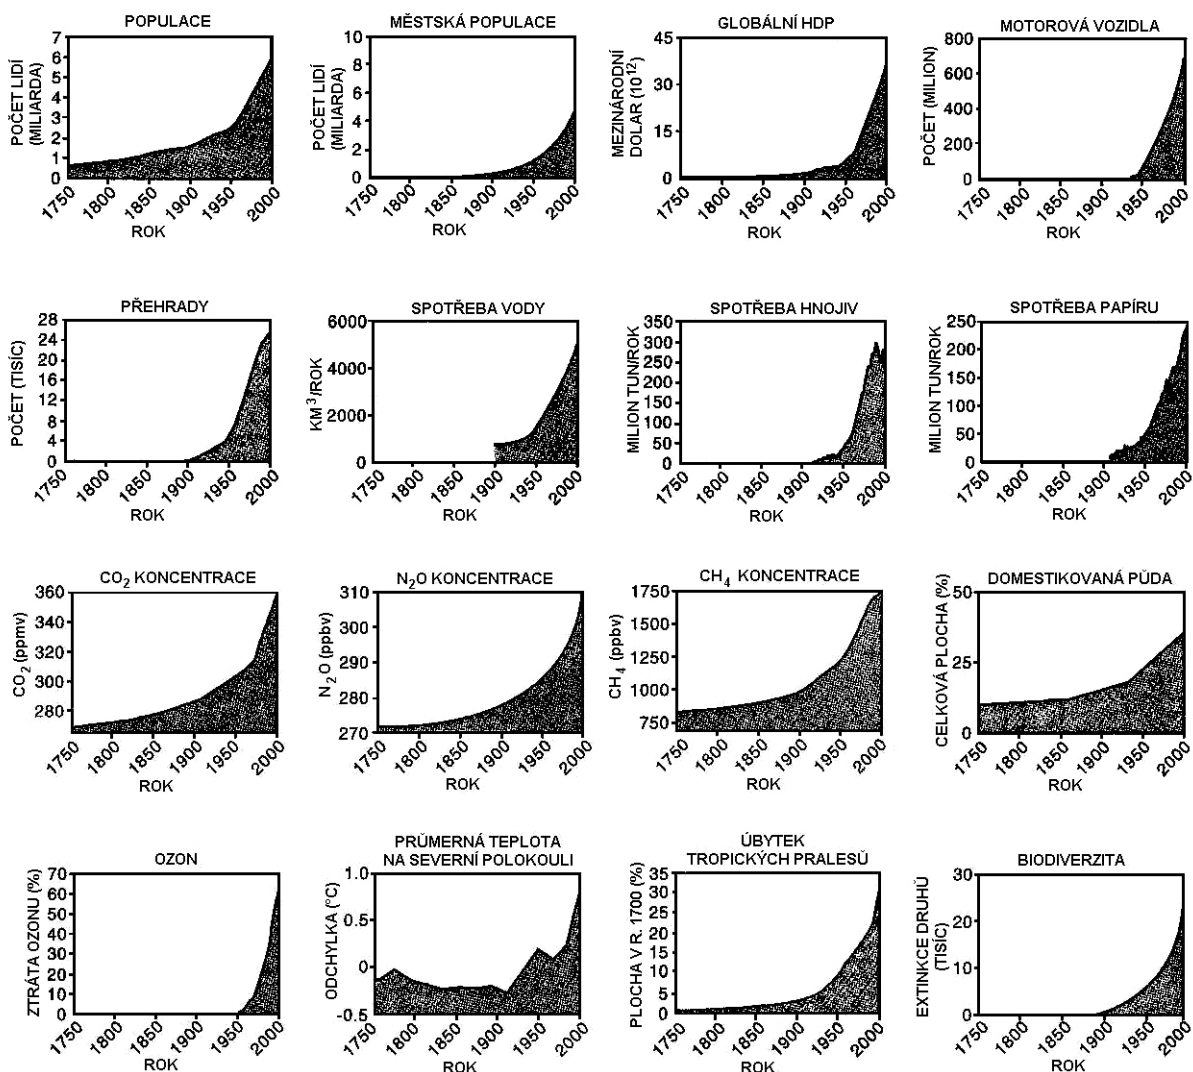 POPULACE
POČET LIDÍ
(MILIARDA)
7
6
5
4
3
2
1
0
1750 1800 1850 1900 1950 2000
ROK
MĚSTSKÁ POPULACE
POČET LIDÍ
(MILIARDA)
10
8
6
4
2
0
1750 1800 1850 1900 1950 2000
ROK
GLOBÁLNÍ HDP
MEZINÁRODNÍ
DOLAR (10¹²)
45
30
15
0
1750 1800 1850 1900 1950 2000
ROK
MOTOROVÁ VOZIDLA
POČET (MILION)
800
600
400
200
0
1750 1800 1850 1900 1950 2000
ROK
PŘEHRADY
POČET (TISÍC)
28
24
20
16
12
8
4
0
1750 1800 1850 1900 1950 2000
ROK
SPOTŘEBA VODY
KM³/ROK
6000
4000
2000
0
1750 1800 1850 1900 1950 2000
ROK
SPOTŘEBA HNOJIV
MILION TUN/ROK
350
300
250
200
150
100
50
0
1750 1800 1850 1900 1950 2000
ROK
SPOTŘEBA PAPÍRU
MILION TUN/ROK
250
200
150
100
50
0
1750 1800 1850 1900 1950 2000
ROK
CO₂ KONCENTRACE
CO₂ (ppmv)
360
340
320
300
280
1750 1800 1850 1900 1950 2000
ROK
N₂O KONCENTRACE
N₂O (ppbv)
310
300
290
280
270
1750 1800 1850 1900 1950 2000
ROK
CH₄ KONCENTRACE
CH₄ (ppbv)
1750
1500
1250
1000
750
1750 1800 1850 1900 1950 2000
ROK
DOMESTIKOVANÁ PŮDA
CELKOVÁ PLOCHA (%)
50
25
0
1750 1800 1850 1900 1950 2000
ROK
OZON
ZTRÁTA OZONU (%)
70
60
50
40
30
20
10
0
1750 1800 1850 1900 1950 2000
ROK
PRŮMERNÁ TEPLOTA
NA SEVERNÍ POLOKOULI
ODCHYLKA (°C)
1.0
0.5
0
-0.5
1750 1800 1850 1900 1950 2000
ROK
ÚBYTEK
TROPICKÝCH PRALESŮ
PLOCHA V R. 1700 (%)
35
30
25
20
15
10
5
0
1750 1800 1850 1900 1950 2000
ROK.
BIODIVERZITA
EXTINKCE DRUHŮ
(TISÍC)
30
20
10
0
1750 1800 1850 1900 1950 2000
ROK